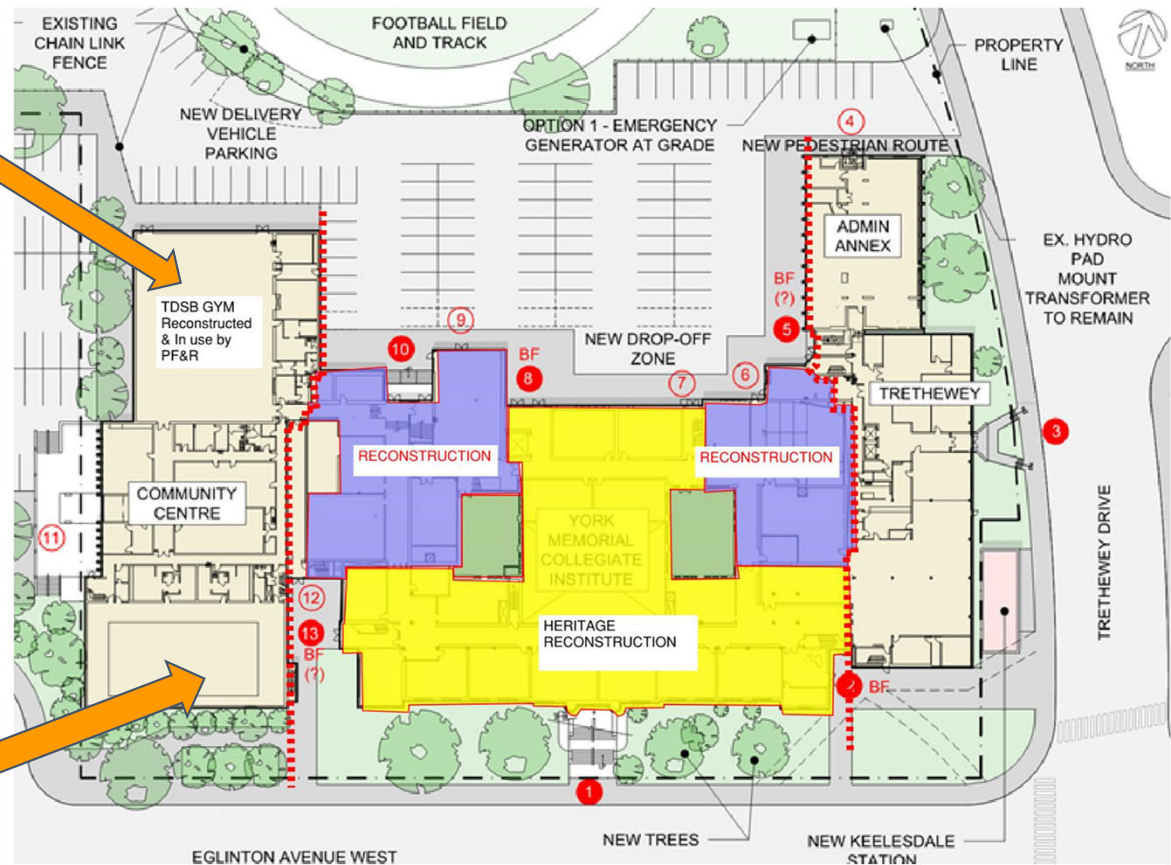 EXISTING
CHAIN LINK
FENCE
FOOTBALL FIELD
AND TRACK
PROPERTY
LINE
NORTH
NEW DELIVERY
VEHICLE
PARKING
OPTION 1 - EMERGENCY
GENERATOR AT GRADE
4
NEW PEDESTRIAN ROUTE
ADMIN
ANNEX
EX. HYDRO
PAD
MOUNT
TRANSFORMER
TO REMAIN
TDSB GYM
Reconstructed
& In use by
PF&R
BF
(?)
5
9
10
BF
8
NEW DROP-OFF
ZONE
7
6
TRETHEWEY
3
RECONSTRUCTION
RECONSTRUCTION
COMMUNITY
CENTRE
11
YORK
MEMORIAL
COLLEGIATE
INSTITUTE
TRETHEWEY DRIVE
12
13
BF
(?)
HERITAGE
RECONSTRUCTION
2
BF
1
NEW TREES
NEW KEELESDALE
STATION
EGLINTON AVENUE WEST